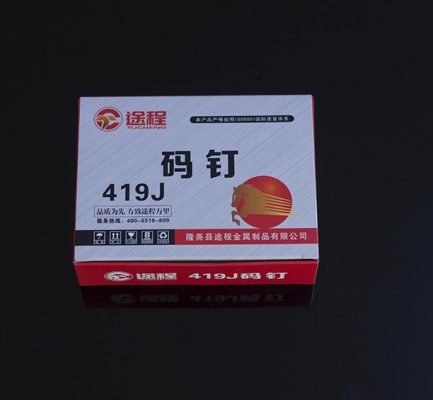 途程
YUCHENG
本产品严格按照ISO9001国际质量体系
码钉
419J
品质为先 方致途程万里
服务热线：400-0319-809
隆尧县途程金属制品有限公司
途程 419J码钉